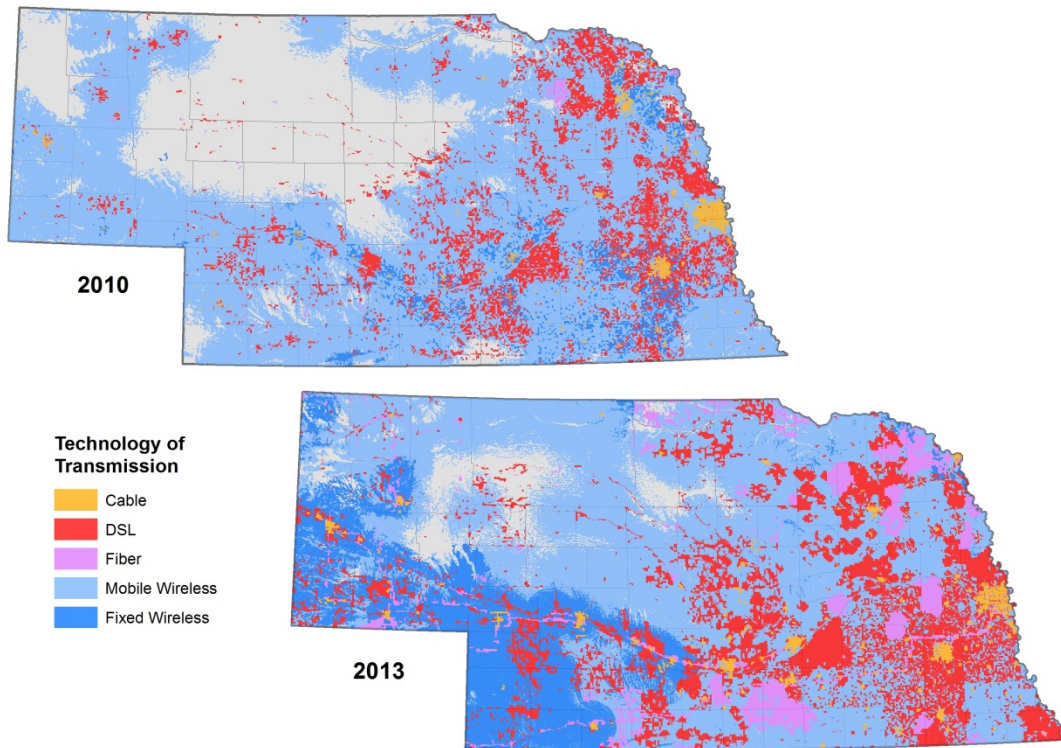 2010
Technology of
Transmission
Cable
DSL
Fiber
Mobile Wireless
Fixed Wireless
2013